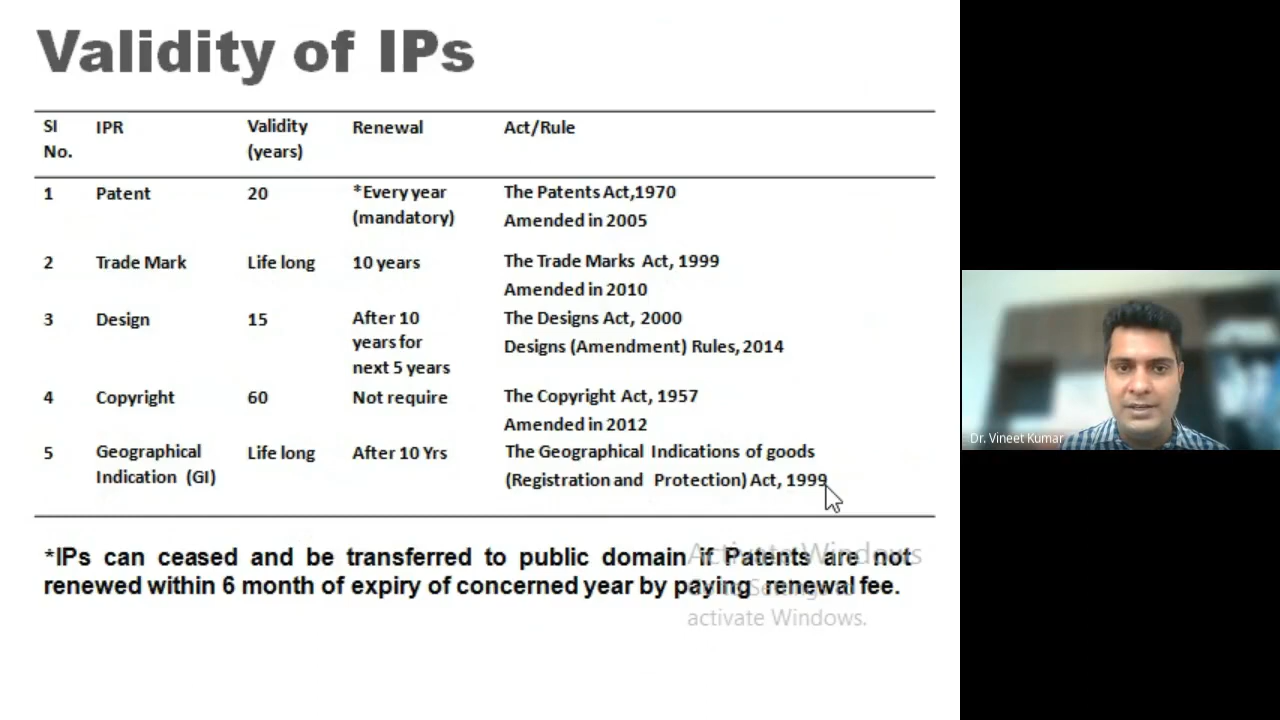 Validity of IPs
SI No. IPR Validity (years) Renewal Act/Rule
1 Patent 20 *Every year (mandatory) The Patents Act,1970 Amended in 2005
2 Trade Mark Life long 10 years The Trade Marks Act, 1999 Amended in 2010
3 Design 15 After 10 years for next 5 years The Designs Act, 2000 Designs (Amendment) Rules, 2014
4 Copyright 60 Not require The Copyright Act, 1957 Amended in 2012
5 Geographical Indication (GI) Life long After 10 Yrs The Geographical Indications of goods (Registration and Protection) Act, 1999
*IPs can ceased and be transferred to public domain if Patents are not
renewed within 6 month of expiry of concerned year by paying renewal fee.
Activate Windows
Go to Settings to
activate Windows.
Dr. Vineet Kumar